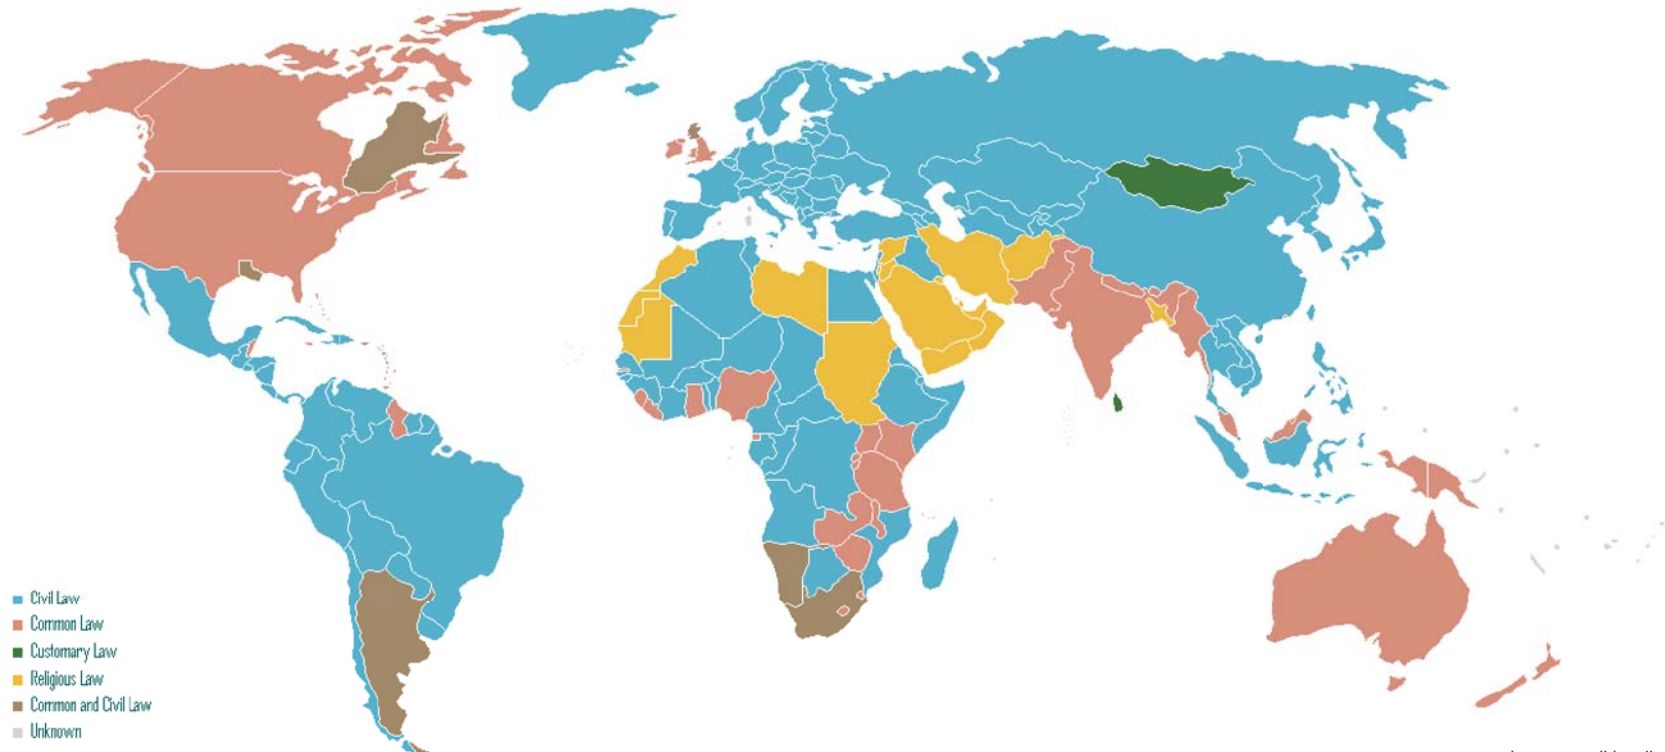 Civil Law
Common Law
Customary Law
Religious Law
Common and Civil Law
Unknown